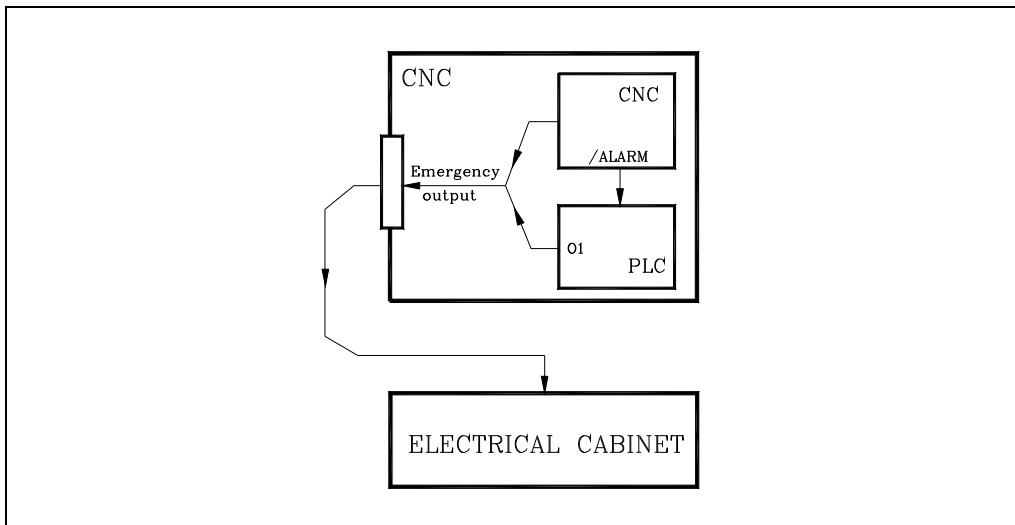 CNC
CNC
/ALARM
Emergency
output
O1
PLC
ELECTRICAL CABINET